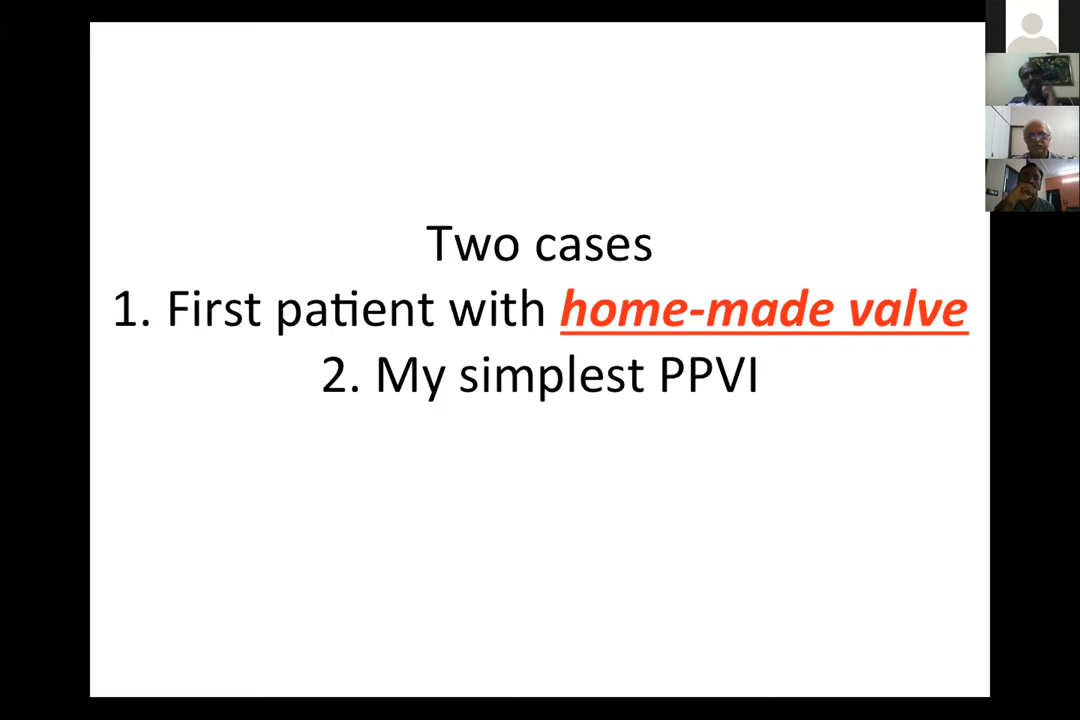 Two cases
1. First patient with home-made valve
2. My simplest PPVI